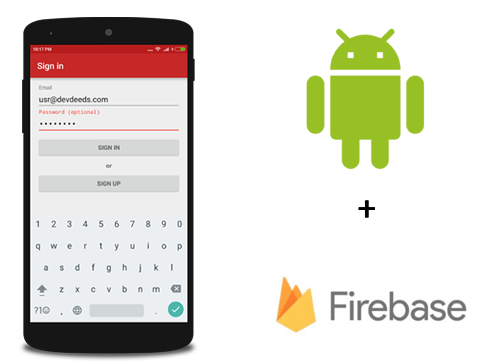 10:17 PM
Sign in
Email
usr@devdeeds.com
Password (optional)
••••••••
SIGN IN
or
SIGN UP
1 2 3 4 5 6 7 8 9 0
q w e r t y u i o p
a s d f g h j k l
z x c v b n m
?1☺ , .
+
Firebase